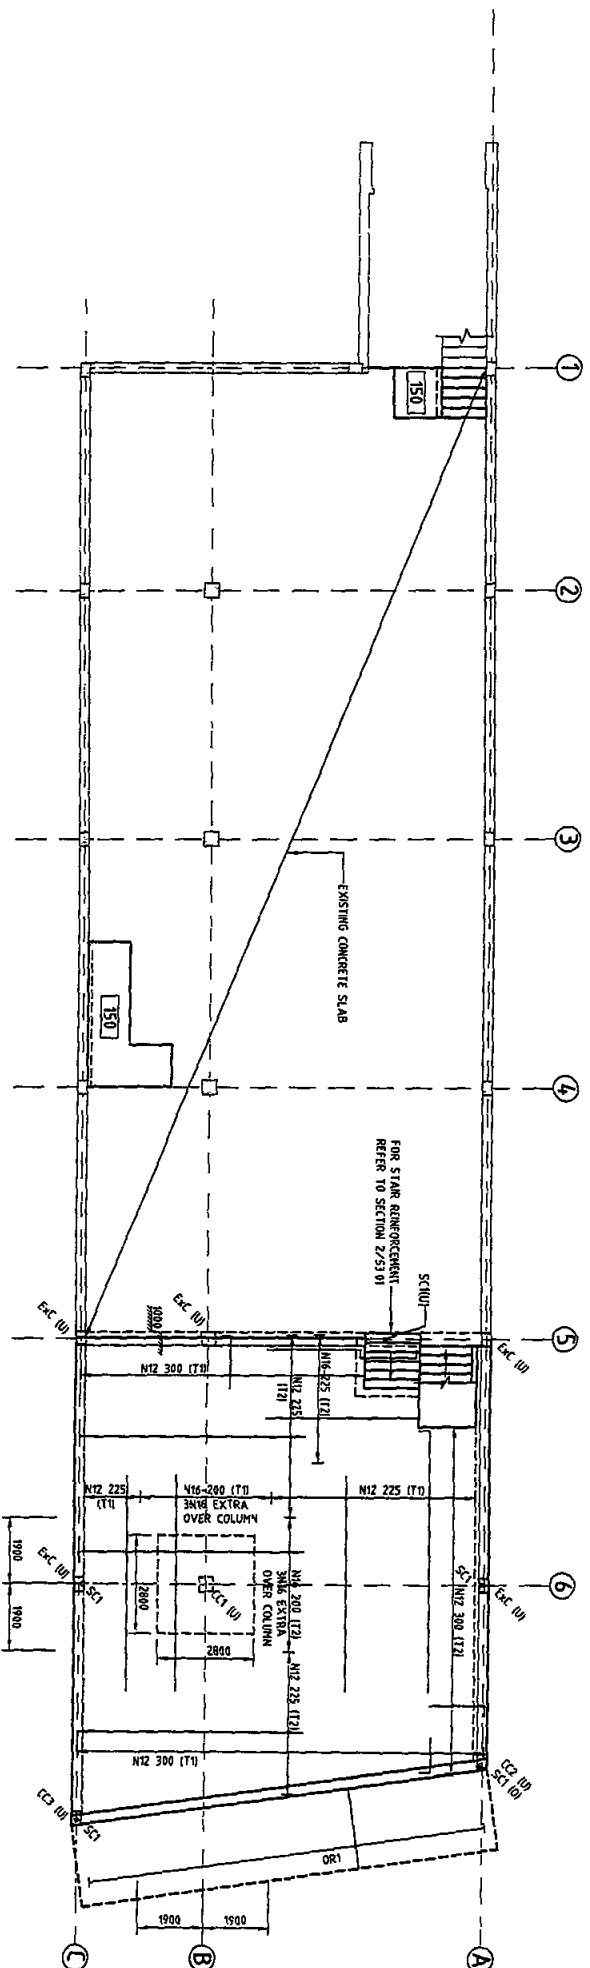 1
150
2
3
EXISTING CONCRETE SLAB
150
4
FOR STAIR REINFORCEMENT
REFER TO SECTION 2/S3 01
SC1(U)
ExC (U)
ExC (U)
1000
5
ExC (U)
N12 300 (T1)
N12 225
(T2)
N16-225 (T2)
N12 225
(T1)
N16-200 (T1)
3N16 EXTRA
OVER COLUMN
N12 225 (T1)
1900
1900
ExC (U)
SC1
2800
2800
CC1 (U)
N16 200 (T2)
3N16 EXTRA
OVER COLUMN
SC1
N12 300 (T2)
ExC (U)
6
N12 225 (T2)
N12 300 (T1)
CC2 (U)
SC1 (O)
CC3 (U)
SC1
OR1
1900
1900
C
B
A